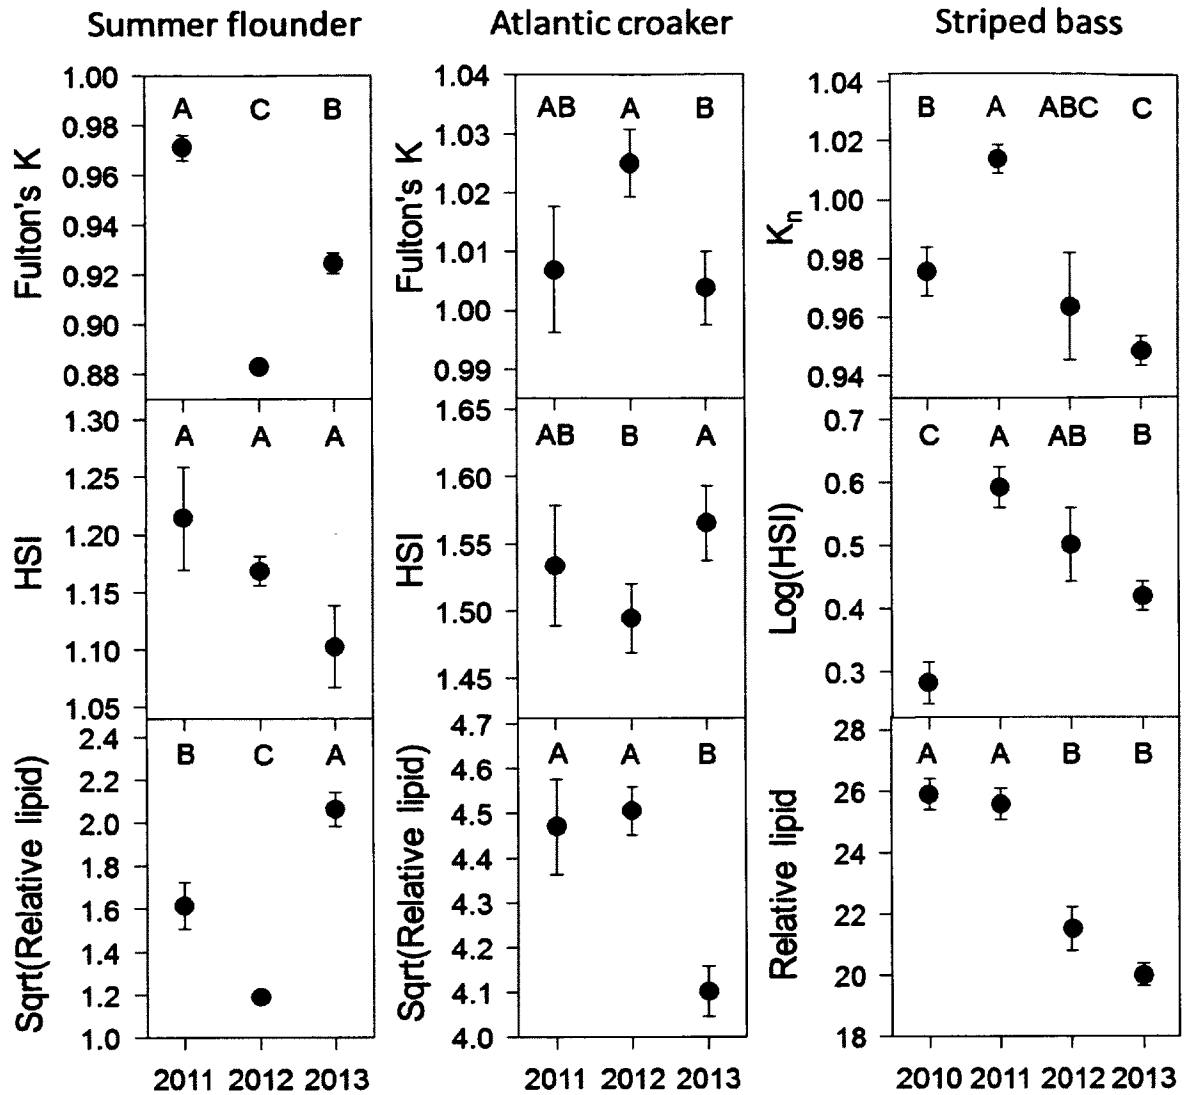 Summer flounder
Atlantic croaker
Striped bass
Fulton's K
1.00
0.98
0.96
0.94
0.92
0.90
0.88
A C B
Fulton's K
1.04
1.03
1.02
1.01
1.00
0.99
AB A B
Kn
1.04
1.02
1.00
0.98
0.96
0.94
B A ABC C
HSI
1.30
1.25
1.20
1.15
1.10
1.05
A A A
HSI
1.65
1.60
1.55
1.50
1.45
AB B A
Log(HSI)
0.7
0.6
0.5
0.4
0.3
C A AB B
Sqrt(Relative lipid)
2.4
2.2
2.0
1.8
1.6
1.4
1.2
1.0
B C A
Sqrt(Relative lipid)
4.7
4.6
4.5
4.4
4.3
4.2
4.1
4.0
A A B
Relative lipid
28
26
24
22
20
18
A A B B
2011 2012 2013
2011 2012 2013
2010 2011 2012 2013